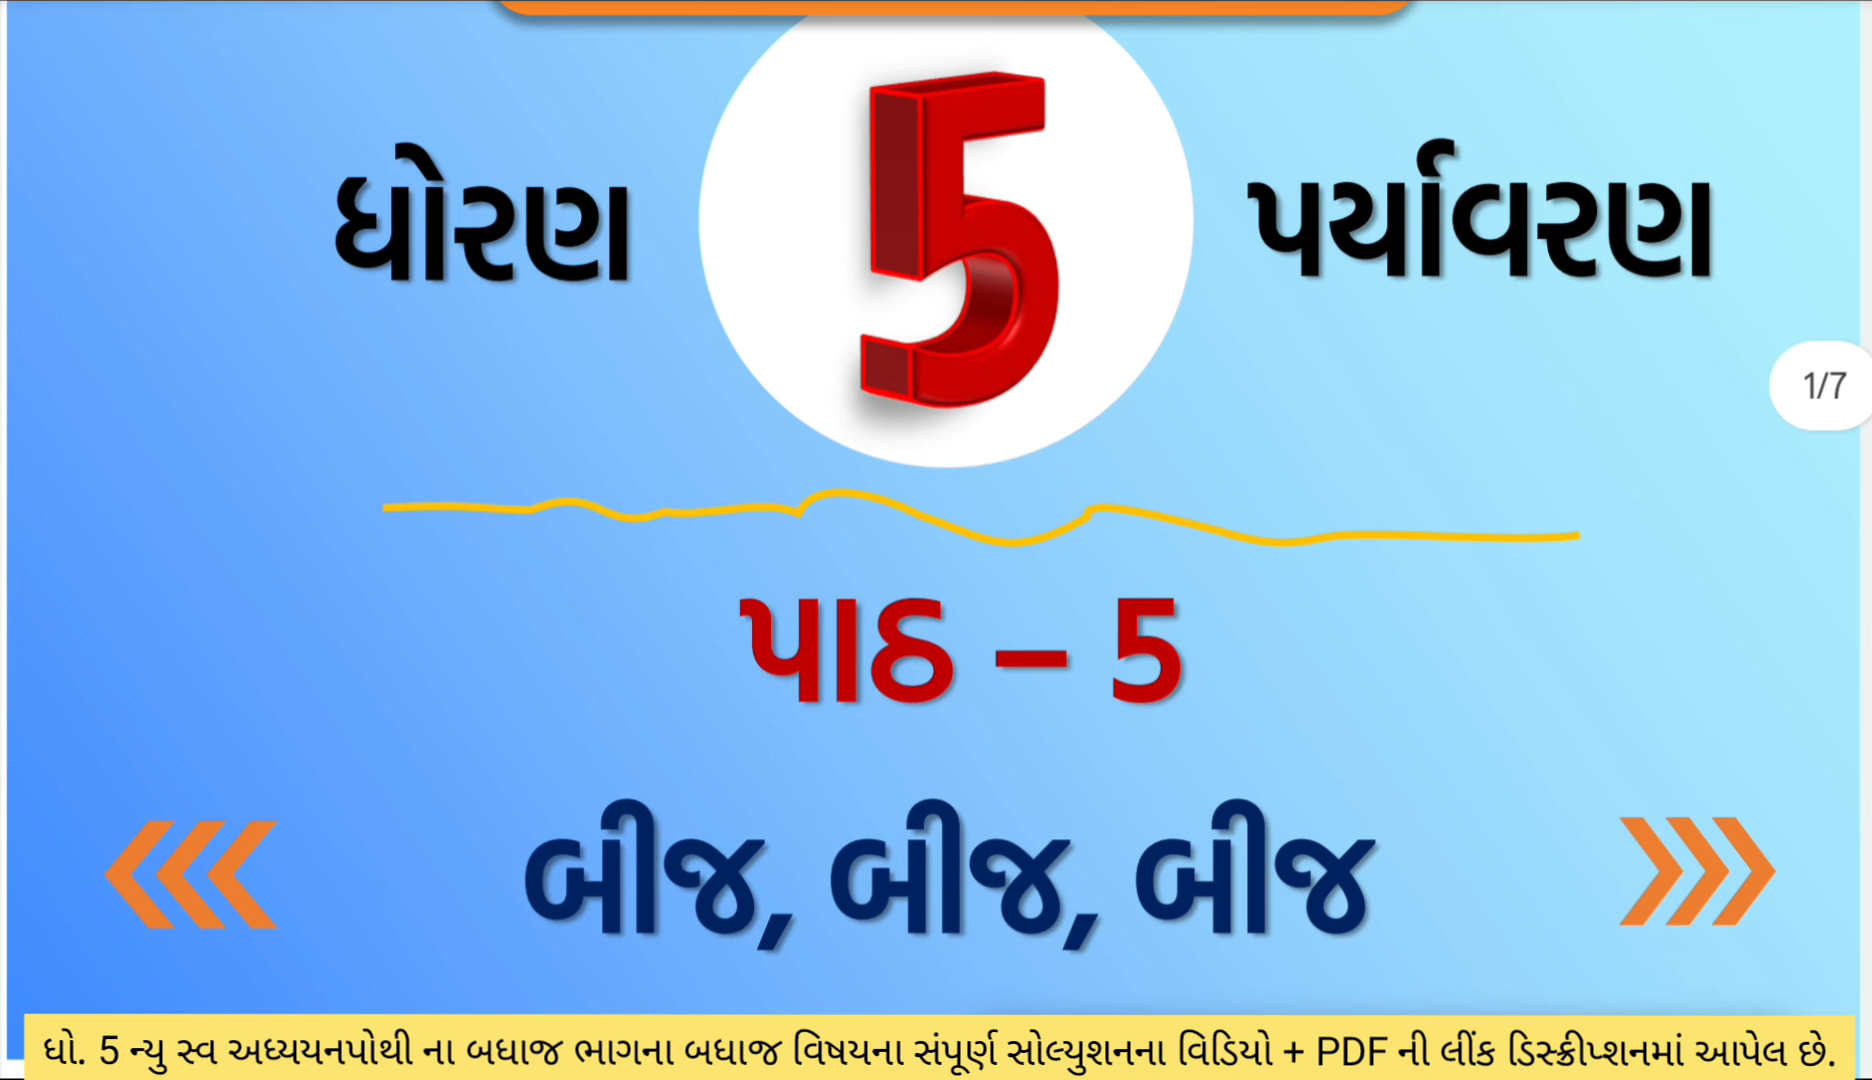 ધોરણ 5 પર્યાવરણ
1/7
પાઠ – 5
બીજ, બીજ, બીજ
ધો. 5 ન્યુ સ્વ અધ્યયનપોથી ના બધાજ ભાગના બધાજ વિષયના સંપૂર્ણ સોલ્યુશનના વિડિયો + PDF ની લીંક ડિસ્ક્રીપ્શનમાં આપેલ છે.